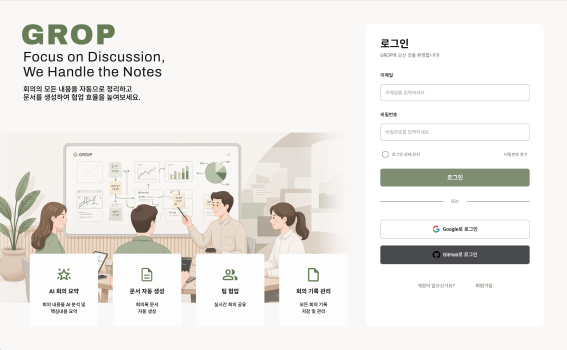 GROP
Focus on Discussion,
We Handle the Notes
회의의 모든 내용을 자동으로 정리하고
문서를 생성하여 협업 효율을 높여보세요.
GROP
AI 회의 요약
회의 내용을 AI 분석 및
핵심내용 요약
문서 자동 생성
회의록 문서
자동 생성
팀 협업
실시간 회의 공유
회의 기록 관리
모든 회의 기록
저장 및 관리
로그인
GROP에 오신 것을 환영합니다!
이메일
이메일을 입력하세요
비밀번호
비밀번호를 입력하세요
로그인 상태 유지
비밀번호 찾기
로그인
또는
Google로 로그인
GitHub로 로그인
계정이 없으신가요?
회원가입